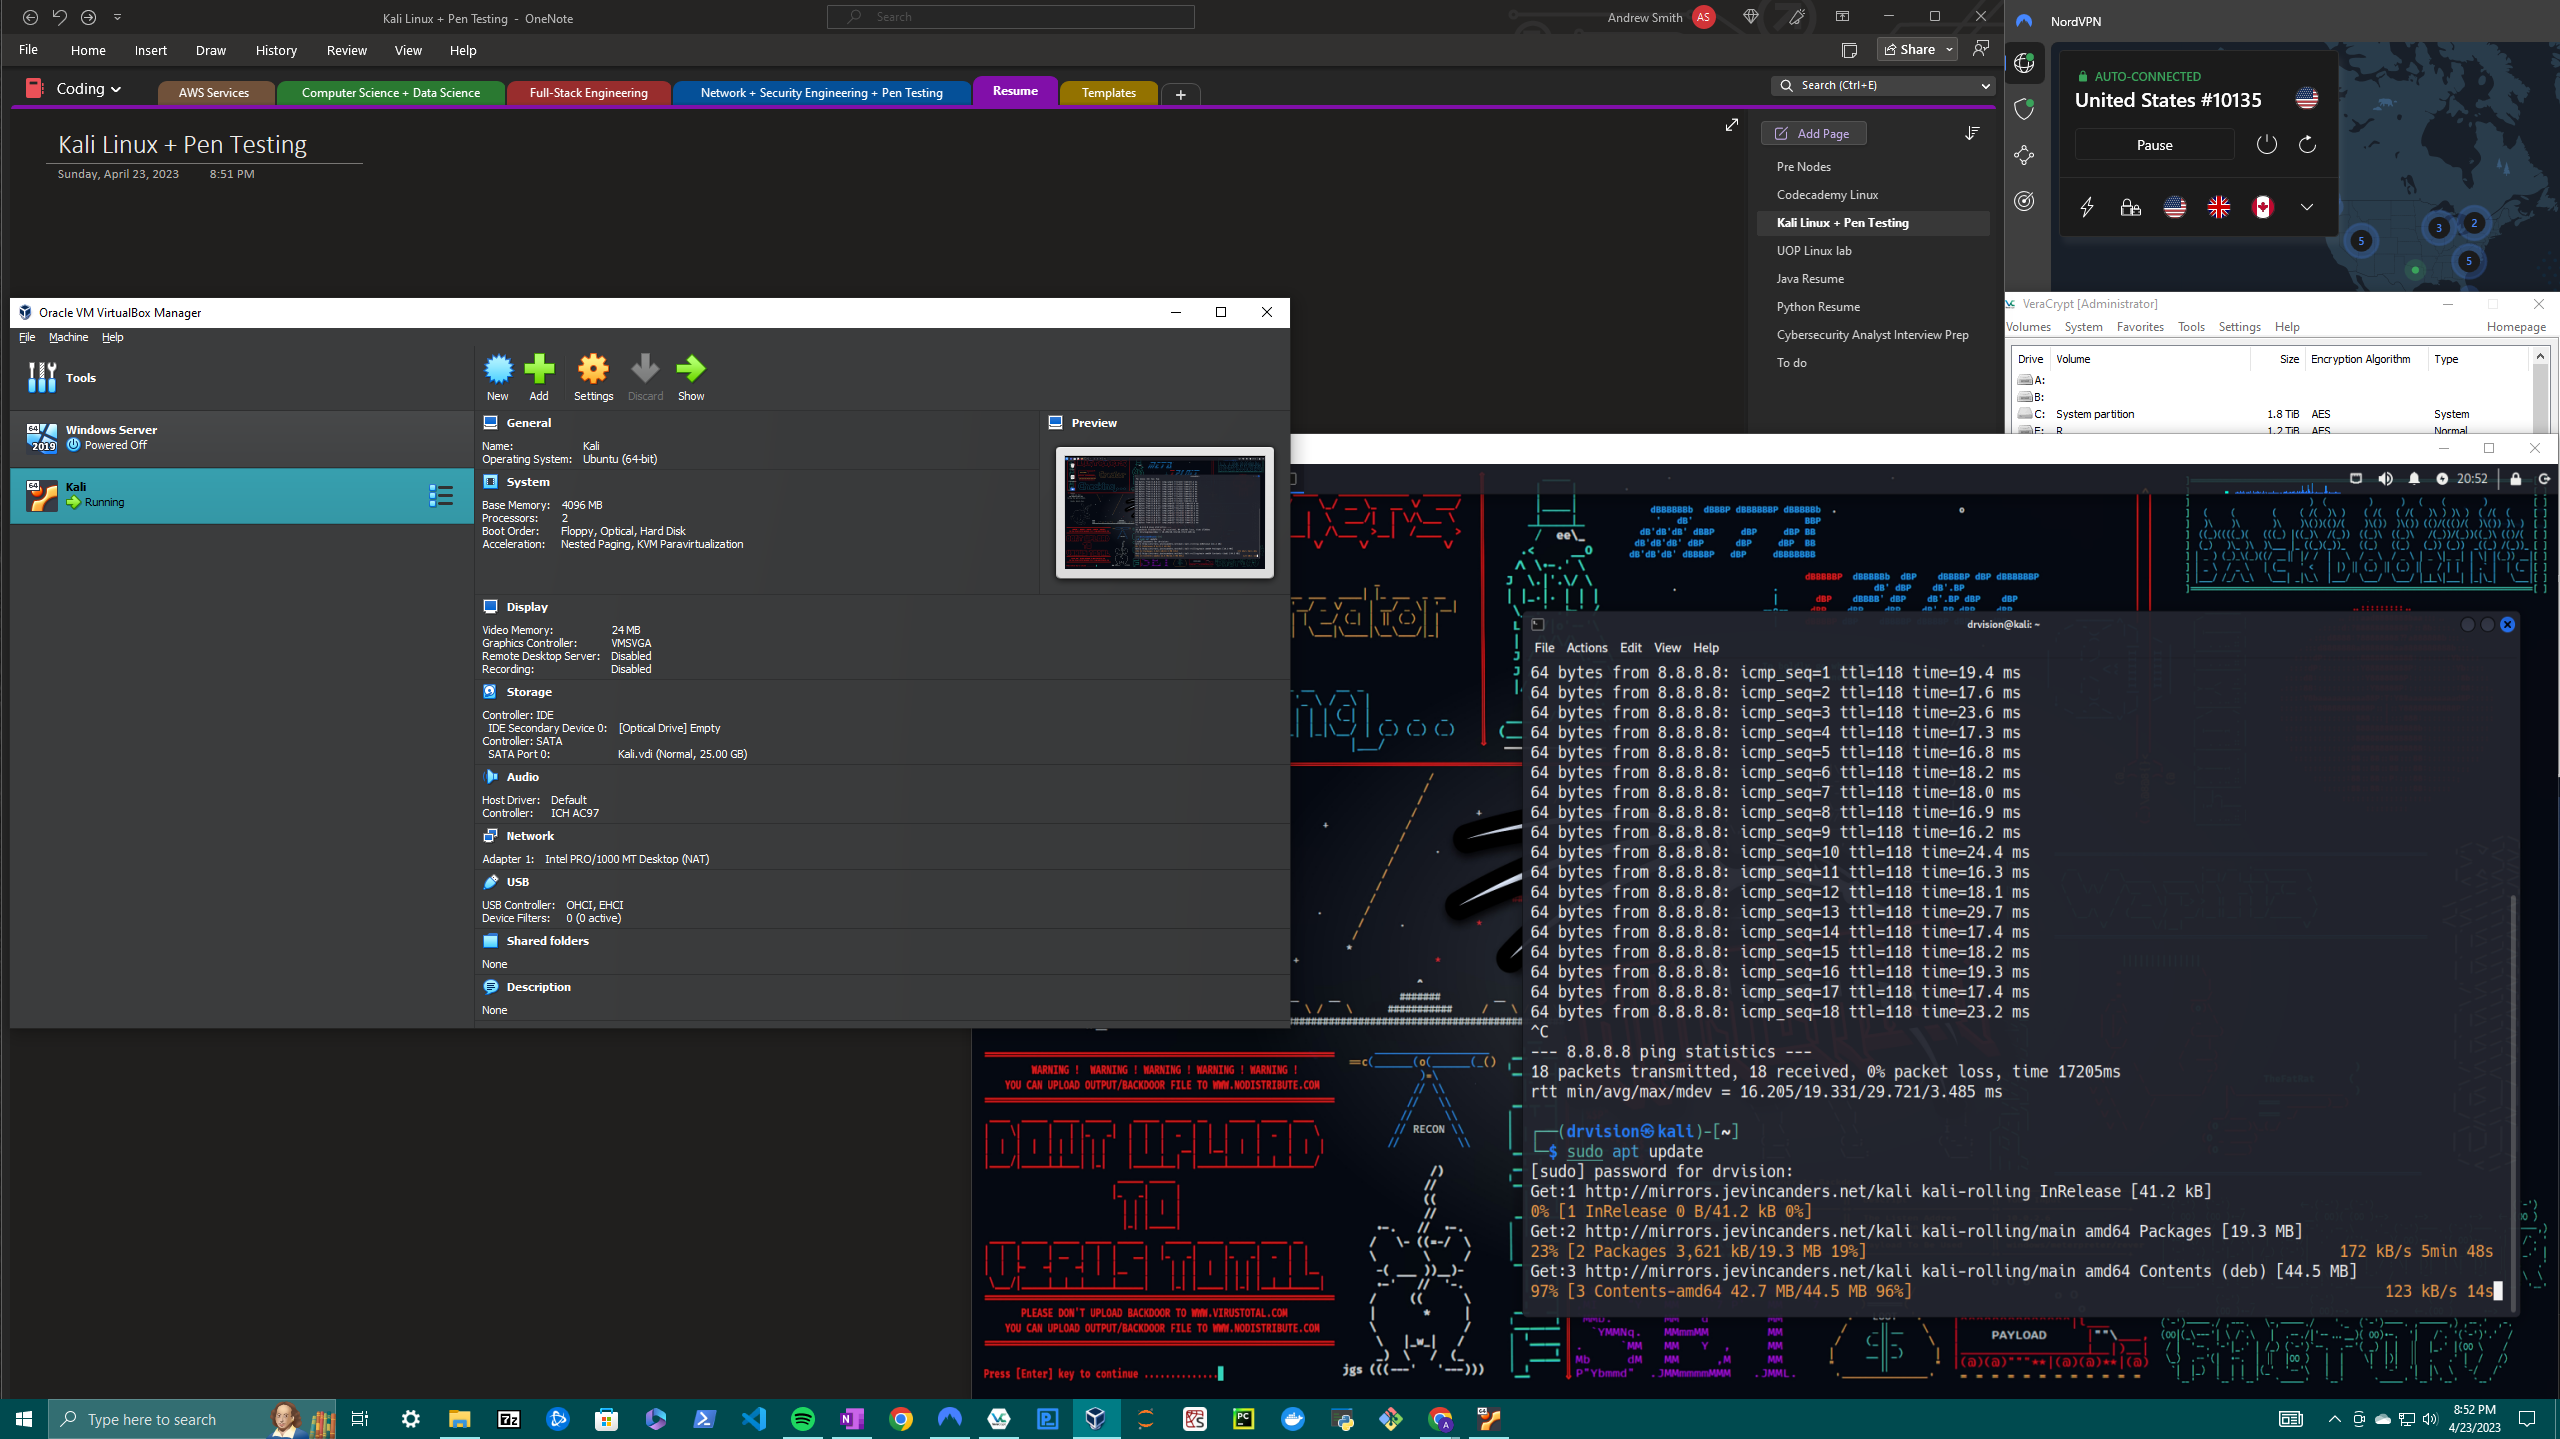 Kali Linux + Pen Testing - OneNote
Search
Andrew Smith
AS
File Home Insert Draw History Review View Help
Share
Coding
AWS Services
Computer Science + Data Science
Full-Stack Engineering
Network + Security Engineering + Pen Testing
Resume
Templates
Search (Ctrl+E)
Kali Linux + Pen Testing
Sunday, April 23, 2023 8:51 PM
Add Page
Pre Nodes
Codecademy Linux
Kali Linux + Pen Testing
UOP Linux lab
Java Resume
Python Resume
Cybersecurity Analyst Interview Prep
To do
NordVPN
AUTO-CONNECTED
United States #10135
Pause
3
2
5
5
VeraCrypt [Administrator]
Volumes System Favorites Tools Settings Help Homepage
Drive Volume Size Encryption Algorithm Type
A:
B:
C: System partition 1.8 TiB AES System
E: R 1.2 TiB AES Normal
Oracle VM VirtualBox Manager
File Machine Help
Tools
New Add Settings Discard Show
64
2019
Windows Server
Powered Off
64
Kali
Running
General
Name: Kali
Operating System: Ubuntu (64-bit)
Preview
System
Base Memory: 4096 MB
Processors: 2
Boot Order: Floppy, Optical, Hard Disk
Acceleration: Nested Paging, KVM Paravirtualization
Display
Video Memory: 24 MB
Graphics Controller: VMSVGA
Remote Desktop Server: Disabled
Recording: Disabled
Storage
Controller: IDE
IDE Secondary Device 0: [Optical Drive] Empty
Controller: SATA
SATA Port 0: Kali.vdi (Normal, 25.00 GB)
Audio
Host Driver: Default
Controller: ICH AC97
Network
Adapter 1: Intel PRO/1000 MT Desktop (NAT)
USB
USB Controller: OHCI, EHCI
Device Filters: 0 (0 active)
Shared folders
None
Description
None
20:52
drvision@kali: ~
File Actions Edit View Help
64 bytes from 8.8.8.8: icmp_seq=1 ttl=118 time=19.4 ms
64 bytes from 8.8.8.8: icmp_seq=2 ttl=118 time=17.6 ms
64 bytes from 8.8.8.8: icmp_seq=3 ttl=118 time=23.6 ms
64 bytes from 8.8.8.8: icmp_seq=4 ttl=118 time=17.3 ms
64 bytes from 8.8.8.8: icmp_seq=5 ttl=118 time=16.8 ms
64 bytes from 8.8.8.8: icmp_seq=6 ttl=118 time=18.2 ms
64 bytes from 8.8.8.8: icmp_seq=7 ttl=118 time=18.0 ms
64 bytes from 8.8.8.8: icmp_seq=8 ttl=118 time=16.9 ms
64 bytes from 8.8.8.8: icmp_seq=9 ttl=118 time=16.2 ms
64 bytes from 8.8.8.8: icmp_seq=10 ttl=118 time=24.4 ms
64 bytes from 8.8.8.8: icmp_seq=11 ttl=118 time=16.3 ms
64 bytes from 8.8.8.8: icmp_seq=12 ttl=118 time=18.1 ms
64 bytes from 8.8.8.8: icmp_seq=13 ttl=118 time=29.7 ms
64 bytes from 8.8.8.8: icmp_seq=14 ttl=118 time=17.4 ms
64 bytes from 8.8.8.8: icmp_seq=15 ttl=118 time=18.2 ms
64 bytes from 8.8.8.8: icmp_seq=16 ttl=118 time=19.3 ms
64 bytes from 8.8.8.8: icmp_seq=17 ttl=118 time=17.4 ms
64 bytes from 8.8.8.8: icmp_seq=18 ttl=118 time=23.2 ms
^C
--- 8.8.8.8 ping statistics ---
18 packets transmitted, 18 received, 0% packet loss, time 17205ms
rtt min/avg/max/mdev = 16.205/19.331/29.721/3.485 ms
┌──(drvision㉿kali)-[~]
└─$ sudo apt update
[sudo] password for drvision:
Get:1 http://mirrors.jevincanders.net/kali kali-rolling InRelease [41.2 kB]
0% [1 InRelease 0 B/41.2 kB 0%]
Get:2 http://mirrors.jevincanders.net/kali kali-rolling/main amd64 Packages [19.3 MB]
23% [2 Packages 3,621 kB/19.3 MB 19%] 172 kB/s 5min 48s
Get:3 http://mirrors.jevincanders.net/kali kali-rolling/main amd64 Contents (deb) [44.5 MB]
97% [3 Contents-amd64 42.7 MB/44.5 MB 96%] 123 kB/s 14s
WARNING ! WARNING ! WARNING ! WARNING ! WARNING !
YOU CAN UPLOAD OUTPUT/BACKDOOR FILE TO WWW.NODISTRIBUTE.COM
DONT UPLOAD
TO
VIRUS TOTAL
PLEASE DON'T UPLOAD BACKDOOR TO WWW.VIRUSTOTAL.COM
YOU CAN UPLOAD OUTPUT/BACKDOOR FILE TO WWW.NODISTRIBUTE.COM
Press [Enter] key to continue ..............
RECON
jgs
PAYLOAD
Type here to search
8:52 PM
4/23/2023